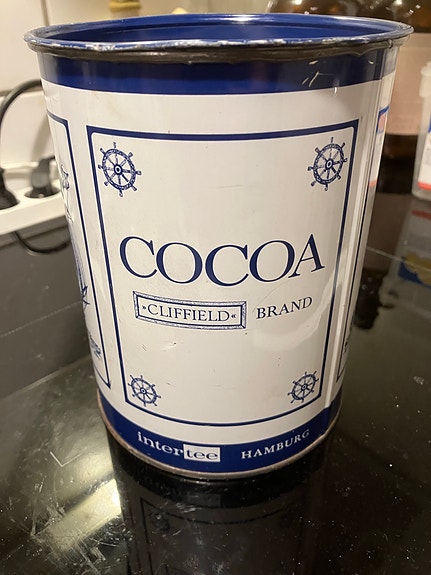 COCOA
»CLIFFIELD« BRAND
intertee HAMBURG